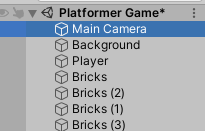 Platformer Game*
Main Camera
Background
Player
Bricks
Bricks (2)
Bricks (1)
Bricks (3)